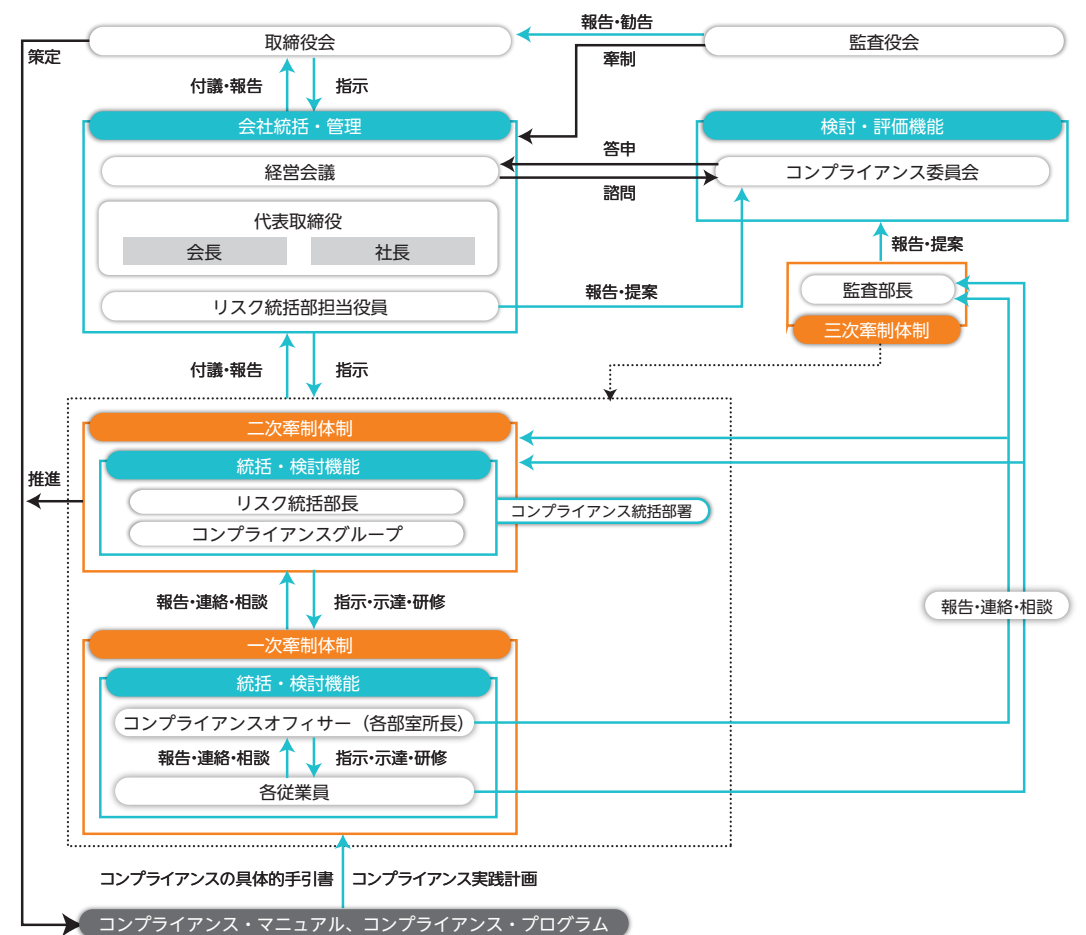 報告・勧告
取締役会
監査役会
策定
牽制
付議・報告
指示
会社統括・管理
検討・評価機能
答申
経営会議
コンプライアンス委員会
諮問
代表取締役
会長
社長
報告・提案
監査部長
報告・提案
リスク統括部担当役員
三次牽制体制
付議・報告
指示
二次牽制体制
統括・検討機能
推進
リスク統括部長
コンプライアンス統括部署
コンプライアンスグループ
報告・連絡・相談
指示・示達・研修
報告・連絡・相談
一次牽制体制
統括・検討機能
コンプライアンスオフィサー（各部室所長）
報告・連絡・相談
指示・示達・研修
各従業員
コンプライアンスの具体的手引書
コンプライアンス実践計画
コンプライアンス・マニュアル、コンプライアンス・プログラム